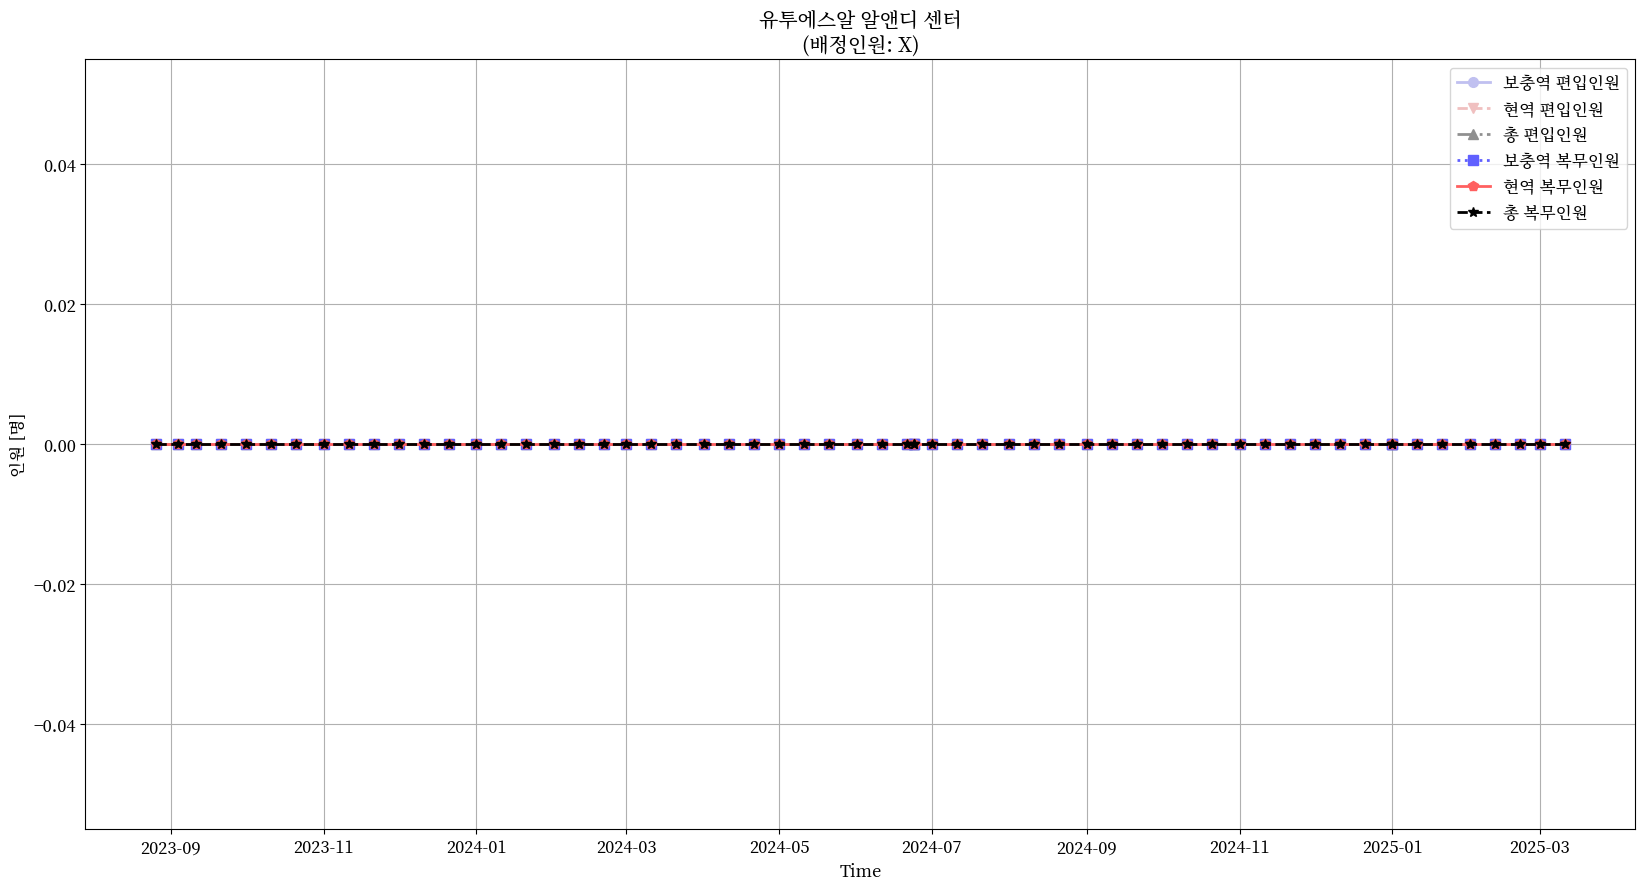 유투에스알 알앤디 센터
(배정인원: X)
보충역 편입인원
현역 편입인원
총 편입인원
보충역 복무인원
현역 복무인원
총 복무인원
인원 [명]
0.04
0.02
0.00
−0.02
−0.04
2023-09
2023-11
2024-01
2024-03
2024-05
2024-07
2024-09
2024-11
2025-01
2025-03
Time